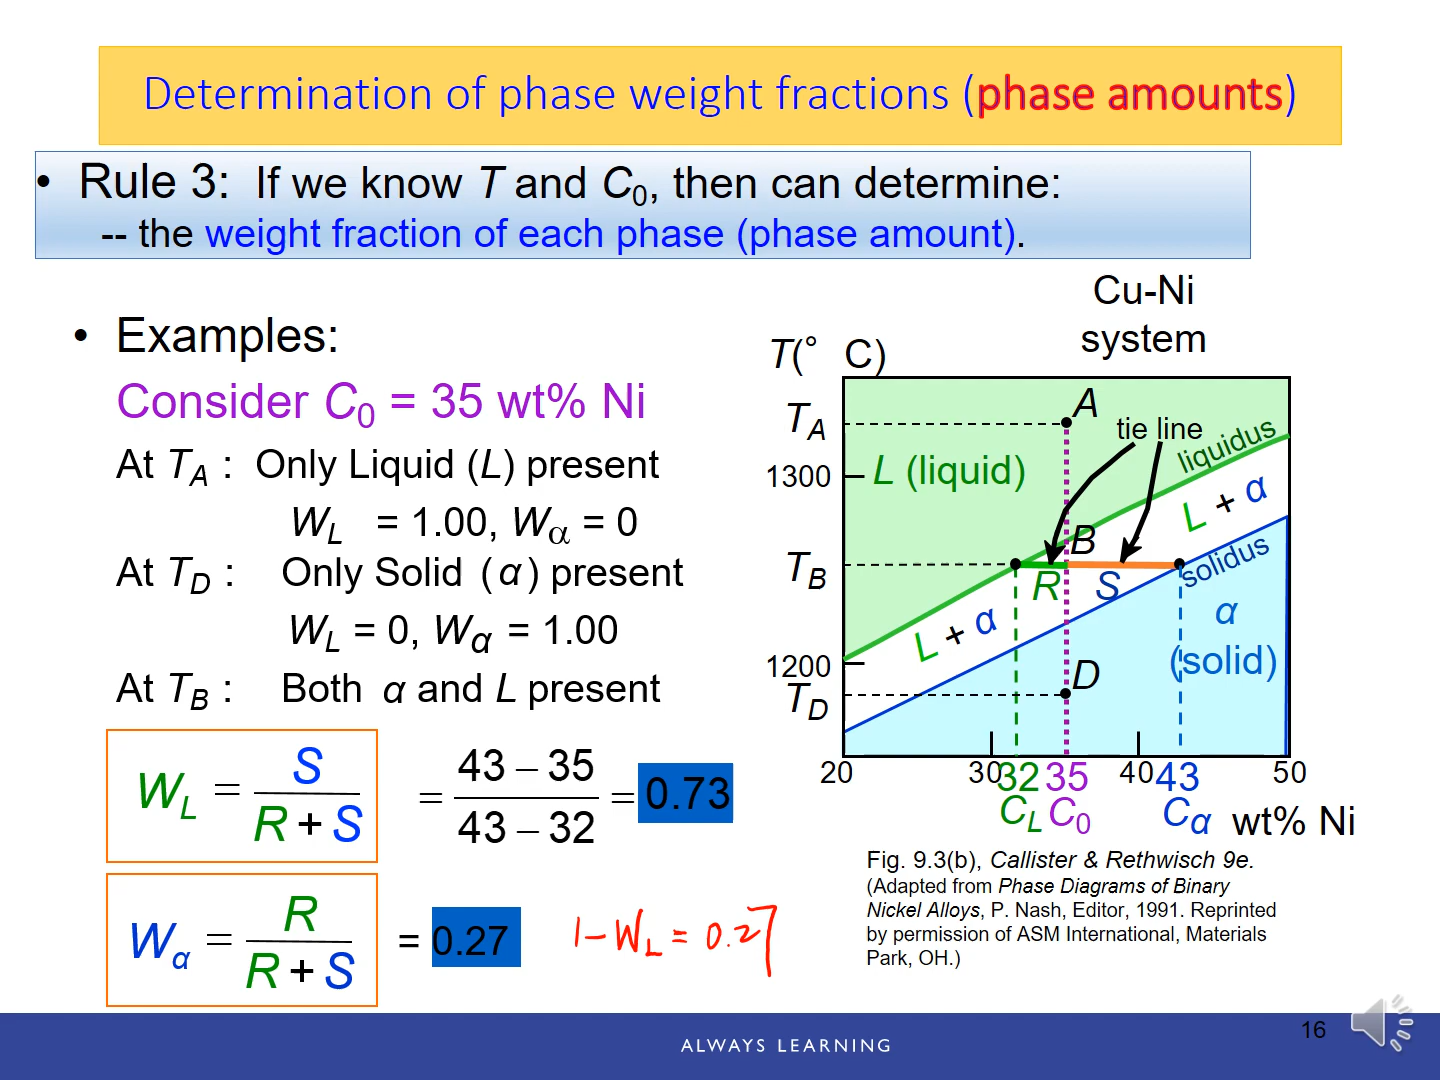 Determination of phase weight fractions (phase amounts)
• Rule 3: If we know T and C0, then can determine:
-- the weight fraction of each phase (phase amount).
• Examples:
Consider C0 = 35 wt% Ni
At TA : Only Liquid (L) present
WL = 1.00, Wα = 0
At TD : Only Solid (α) present
WL = 0, Wα = 1.00
At TB : Both α and L present
WL = S / R + S = 43 – 35 / 43 – 32 = 0.73
Wα = R / R + S = 0.27
1 - WL = 0.27
Cu-Ni
system
T(° C)
TA
1300
TB
1200
TD
A
tie line
liquidus
L (liquid)
L + α
B
solidus
R
S
L + α
α
(solid)
D
20
30
32
35
40
43
50
CL
C0
Cα
wt% Ni
Fig. 9.3(b), Callister & Rethwisch 9e.
(Adapted from Phase Diagrams of Binary
Nickel Alloys, P. Nash, Editor, 1991. Reprinted
by permission of ASM International, Materials
Park, OH.)
16
ALWAYS LEARNING